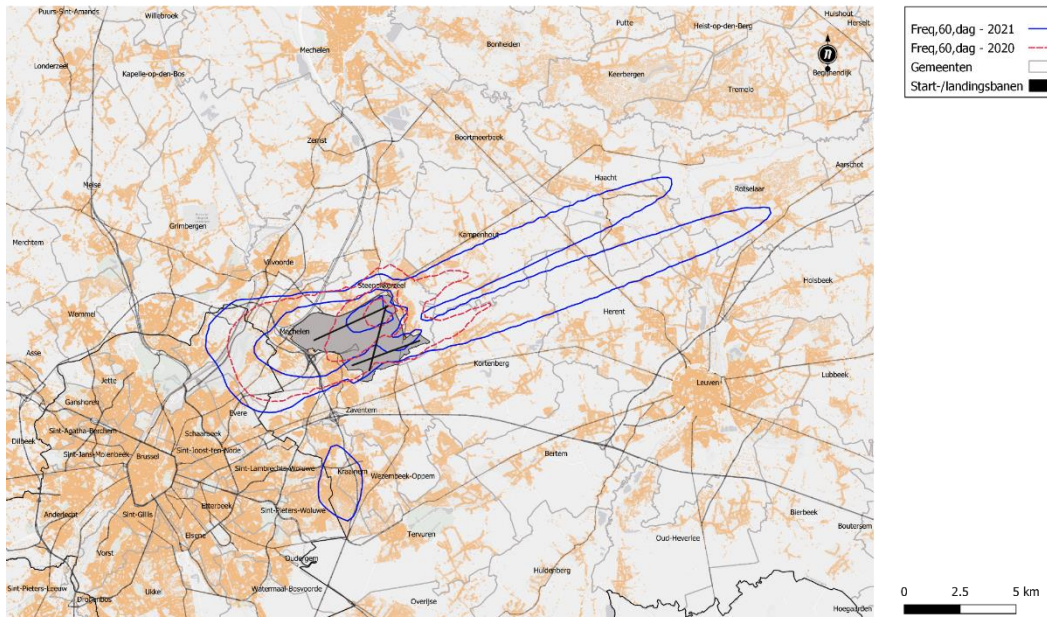 Puurs-Sint-Amands
Willebroek
Putte
Heist-op-den-Berg
Huishout
Herselt
Mechelen
Bonheiden
Londerzeel
Kapelle-op-den-Bos
Keerbergen
Begijnendijk
Tremelo
Zemst
Boortmeerbeek
Aarschot
Meise
Haacht
Rotselaar
Grimbergen
Merchtem
Kampenhout
Vilvoorde
Steenokkerzeel
Holsbeek
Wemmel
Herent
Machelen
Asse
Kortenberg
Jette
Leuven
Lubbeek
Ganshoren
Evere
Zaventem
Sint-Agatha-Berchem
Schaarbeek
Dilbeek
Sint-Jans-Molenbeek
Brussel
Sint-Joost-ten-Node
Bertem
Sint-Lambrechts-Woluwe
Kraainem
Wezembeek-Oppem
Etterbeek
Anderlecht
Sint-Gillis
Sint-Pieters-Woluwe
Bierbeek
Boutersem
Elsene
Tervuren
Oud-Heverlee
Vorst
Oudergem
Huldenberg
Sint-Pieters-Leeuw
Ukkel
Watermaal-Bosvoorde
Drogenbos
Overijse
Hoegaarden
n
Freq,60,dag - 2021
Freq,60,dag - 2020
Gemeenten
Start-/landingsbanen
0 2.5 5 km